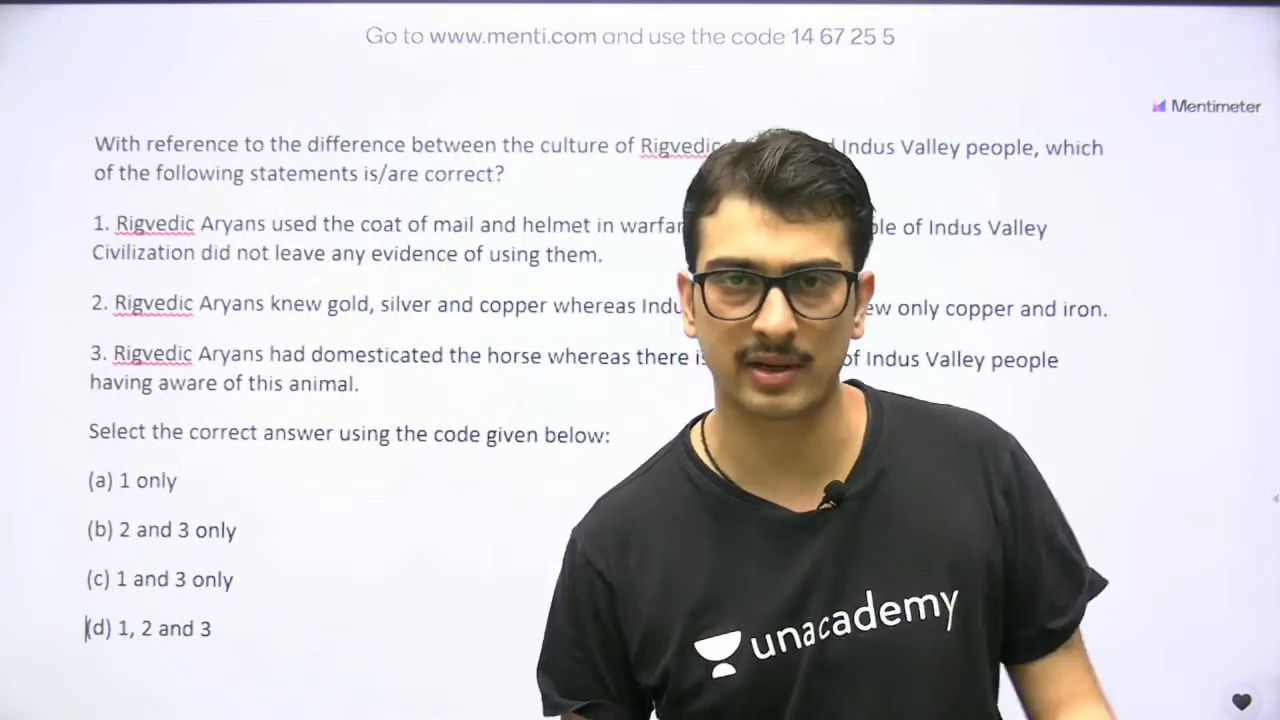 Go to www.menti.com and use the code 14 67 25 5
Mentimeter
With reference to the difference between the culture of Rigvedic Indus Valley people, which
of the following statements is/are correct?
1. Rigvedic Aryans used the coat of mail and helmet in of Indus Valley
Civilization did not leave any evidence of using them.
2. Rigvedic Aryans knew gold, silver and copper whereas only copper and iron.
3. Rigvedic Aryans had domesticated the horse whereas there of Indus Valley people
having aware of this animal.
Select the correct answer using the code given below:
(a) 1 only
(b) 2 and 3 only
(c) 1 and 3 only
(d) 1, 2 and 3
unacademy